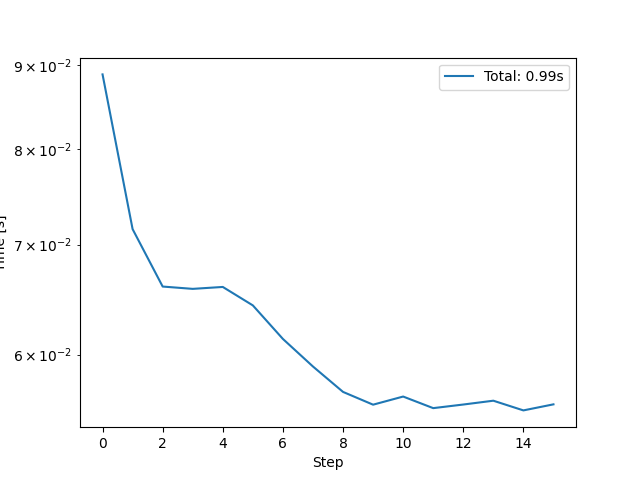 Total: 0.99s
9 × 10⁻²
8 × 10⁻²
7 × 10⁻²
6 × 10⁻²
Time [s]
0 2 4 6 8 10 12 14
Step